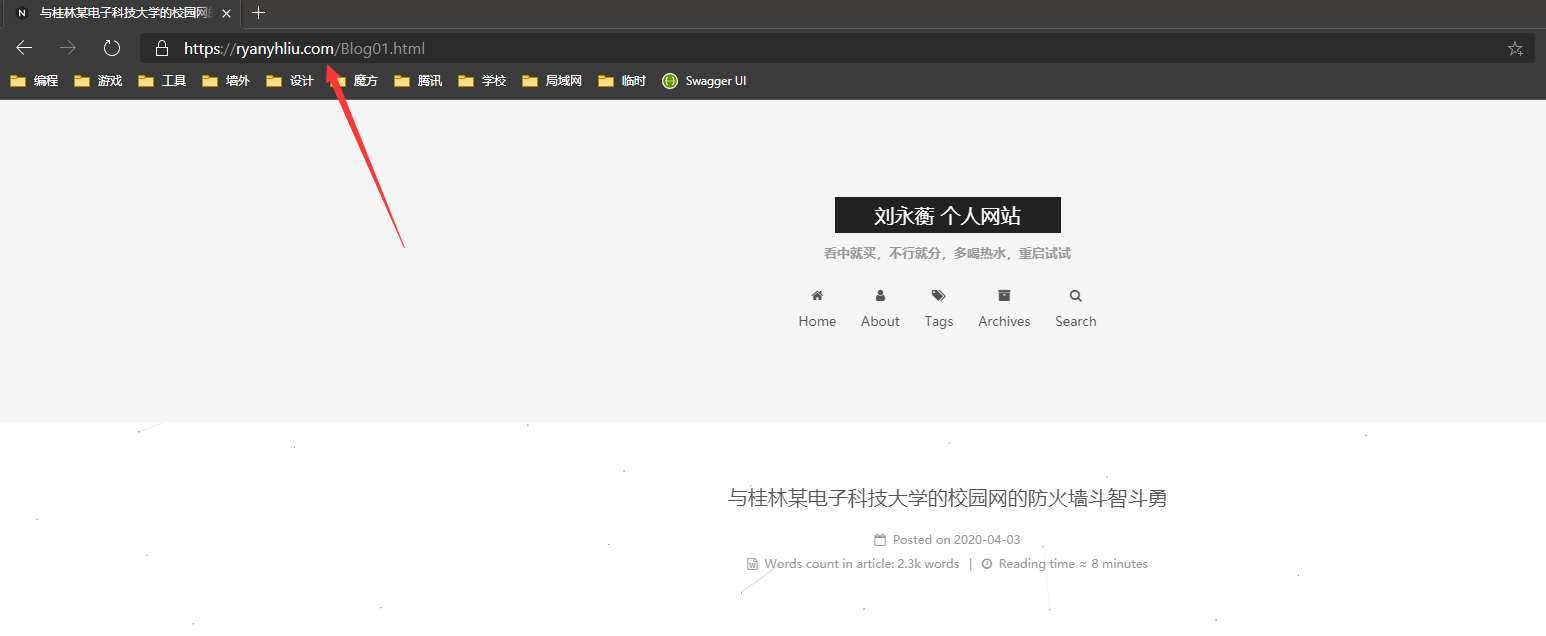 与桂林某电子科技大学的校园网
https://ryanyhliu.com/Blog01.html
编程 游戏 工具 墙外 设计 魔方 腾讯 学校 局域网 临时 Swagger UI
刘永蘅 个人网站
看中就买，不行就分，多喝热水，重启试试
Home About Tags Archives Search
与桂林某电子科技大学的校园网的防火墙斗智斗勇
Posted on 2020-04-03
Words count in article: 2.3k words | Reading time ≈ 8 minutes